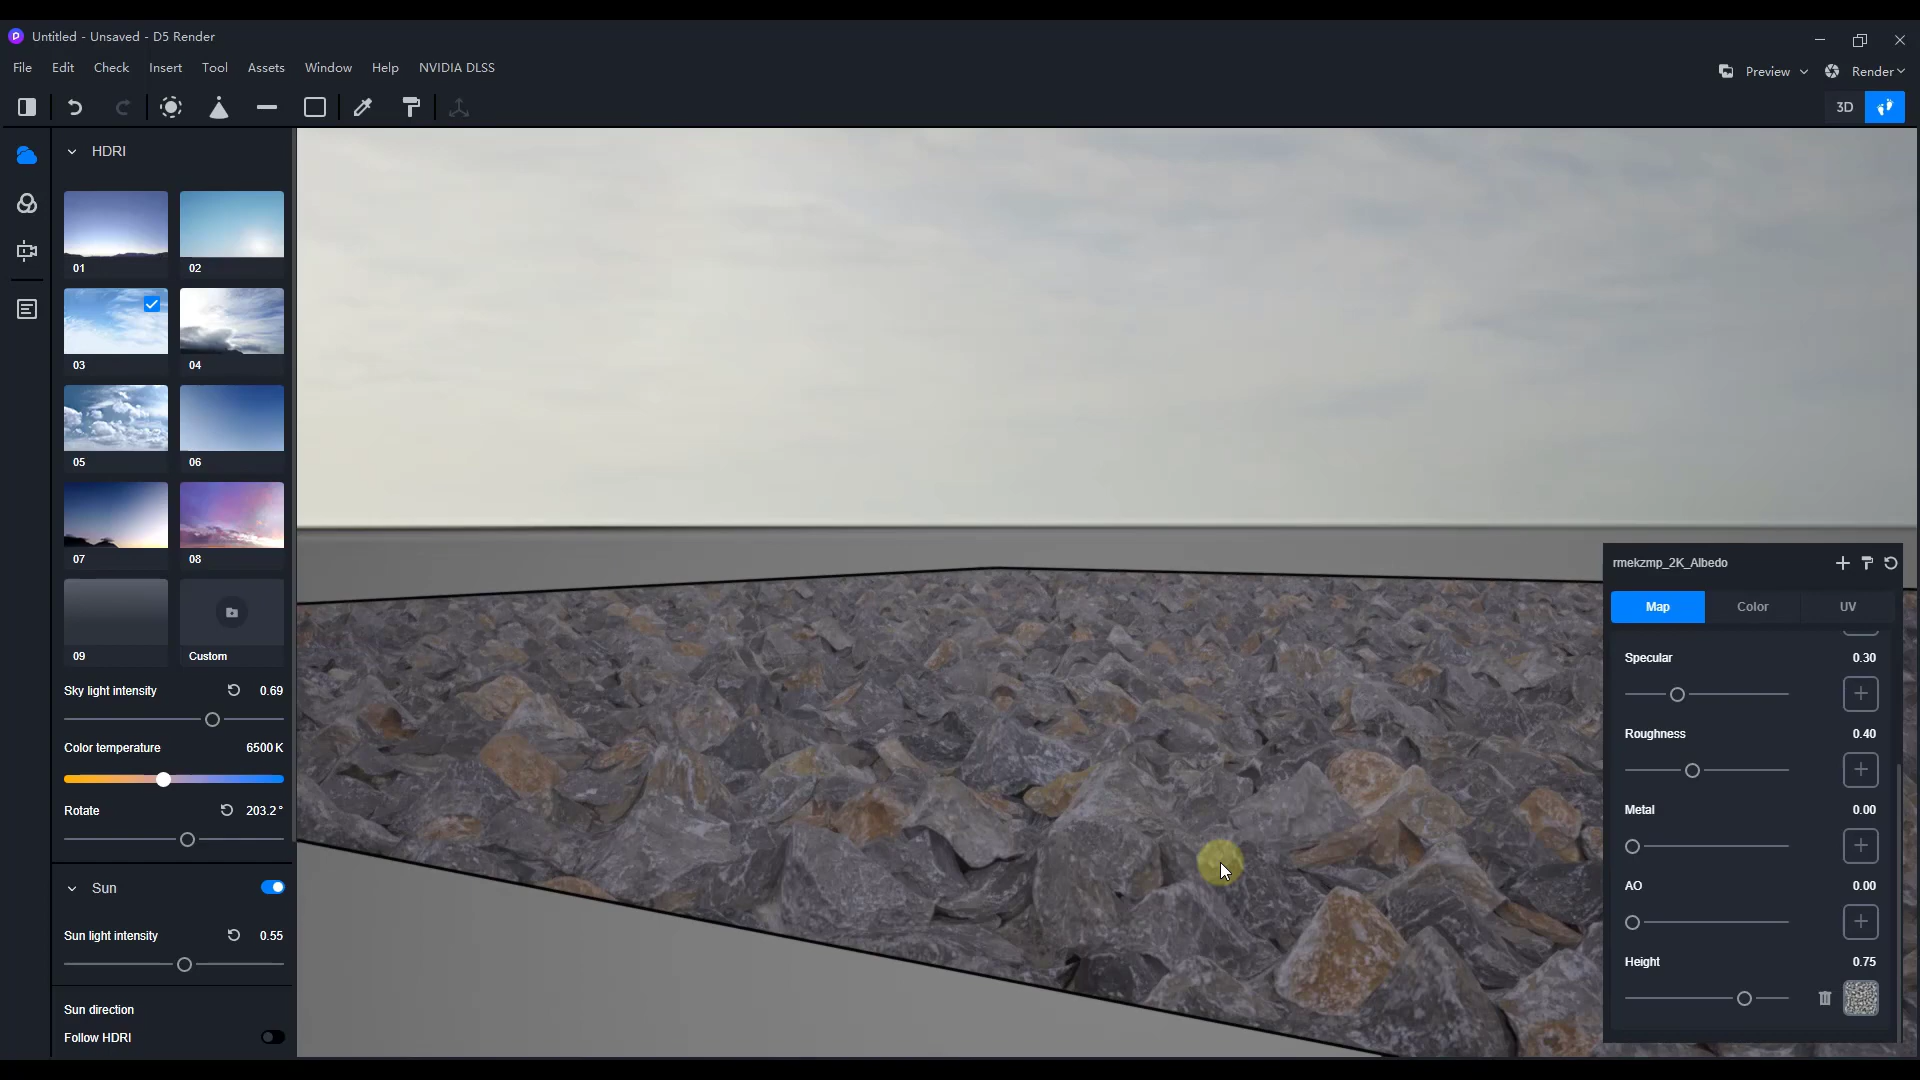 Untitled - Unsaved - D5 Render
File Edit Check Insert Tool Assets Window Help NVIDIA DLSS
Preview Render
3D
HDRI
01 02
03 04
05 06
07 08
09 Custom
Sky light intensity 0.69
Color temperature 6500 K
Rotate 203.2°
Sun
Sun light intensity 0.55
Sun direction
Follow HDRI
rmekzmp_2K_Albedo
Map Color UV
Specular 0.30
Roughness 0.40
Metal 0.00
AO 0.00
Height 0.75